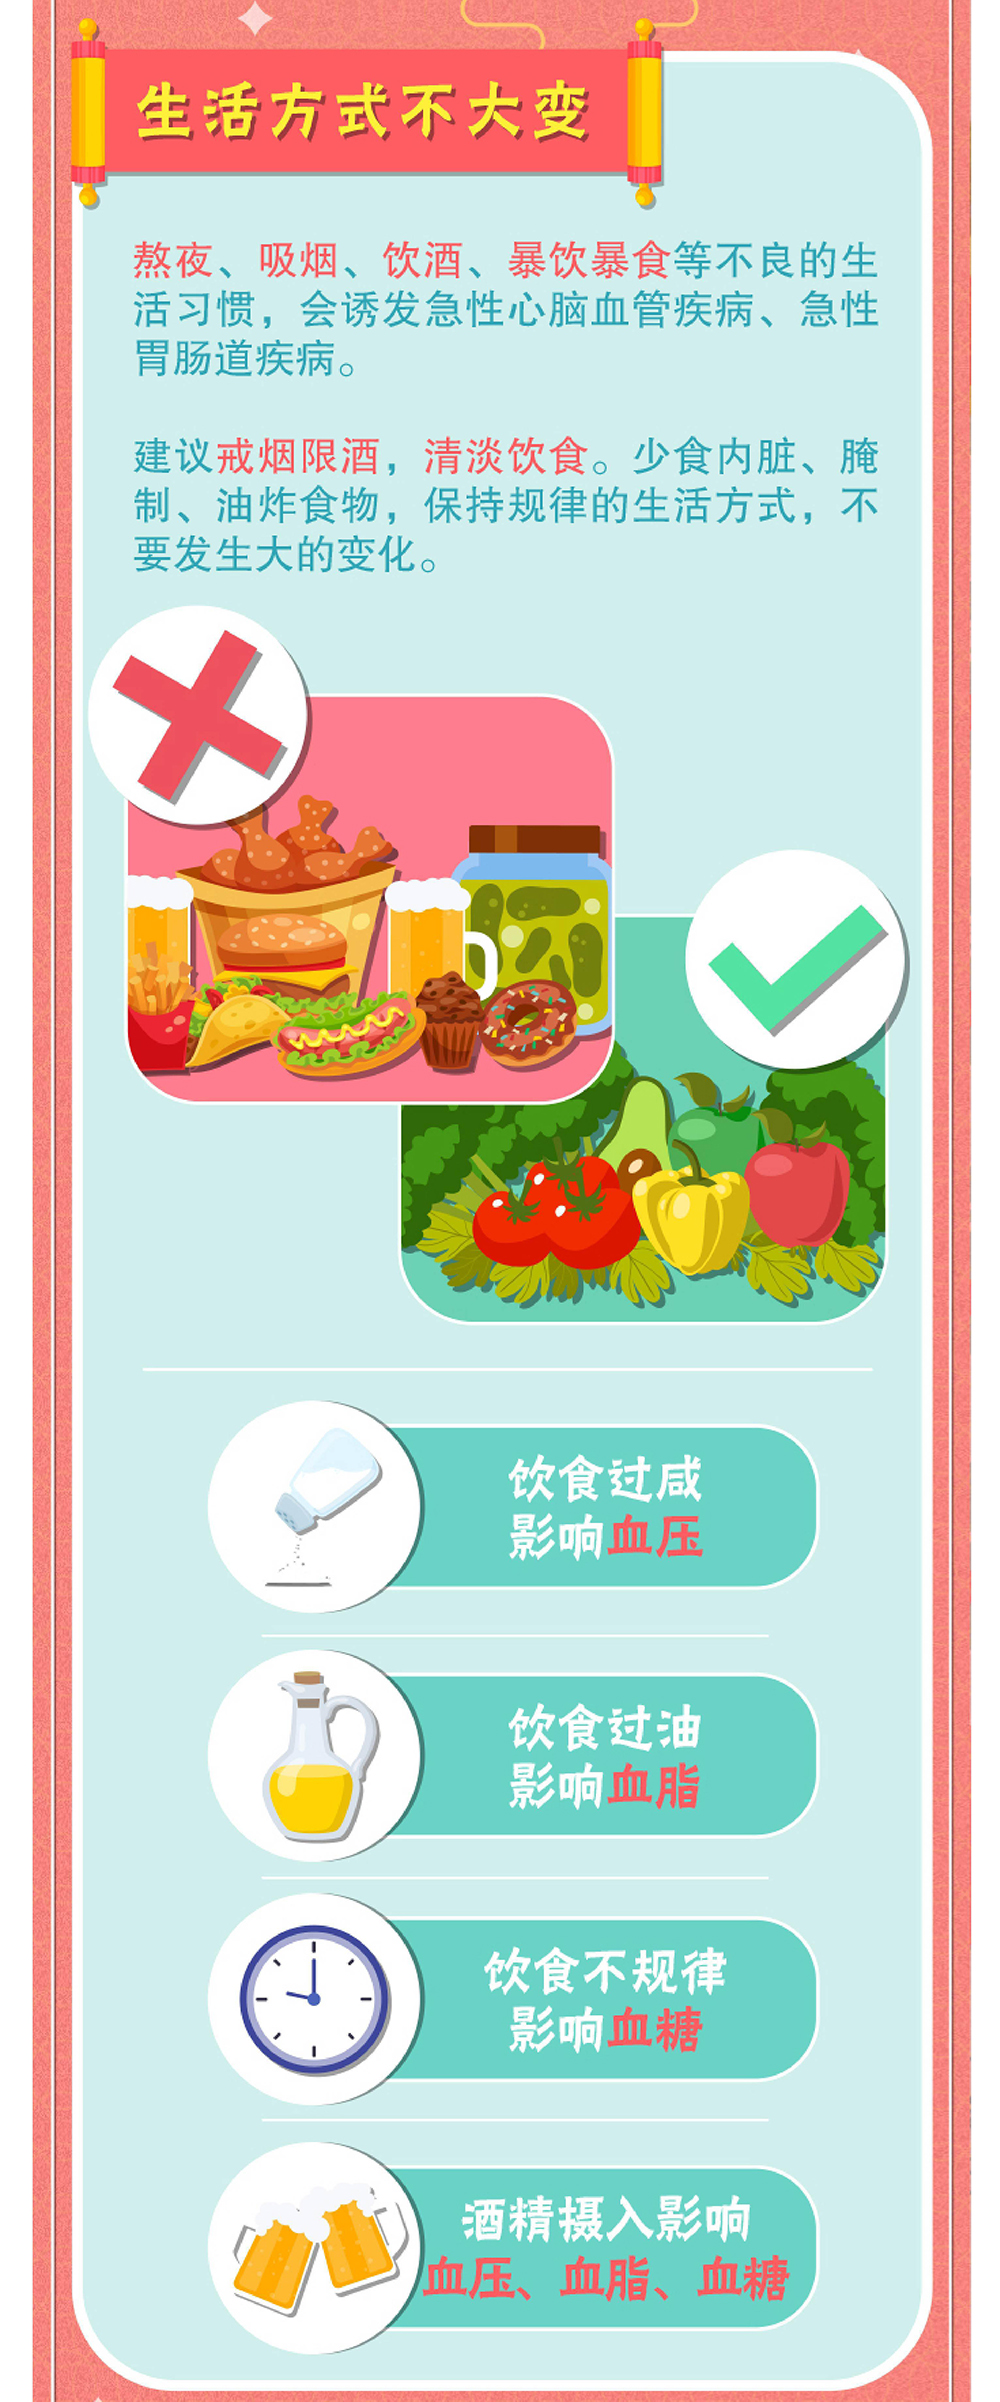 生活方式不大变
熬夜、吸烟、饮酒、暴饮暴食等不良的生
活习惯，会诱发急性心脑血管疾病、急性
胃肠道疾病。
建议戒烟限酒，清淡饮食。少食内脏、腌
制、油炸食物，保持规律的生活方式，不
要发生大的变化。
饮食过咸
影响血压
饮食过油
影响血脂
饮食不规律
影响血糖
酒精摄入影响
血压、血脂、血糖